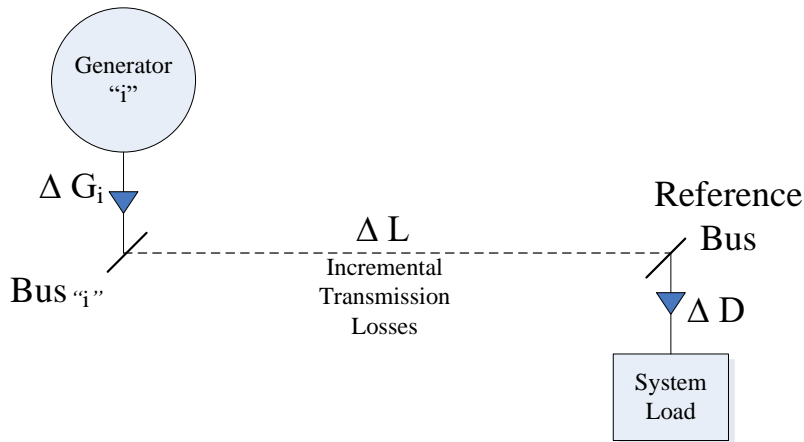 Generator
“i”
Δ Gi
Bus “i”
Δ L
Incremental
Transmission
Losses
Reference
Bus
Δ D
System
Load